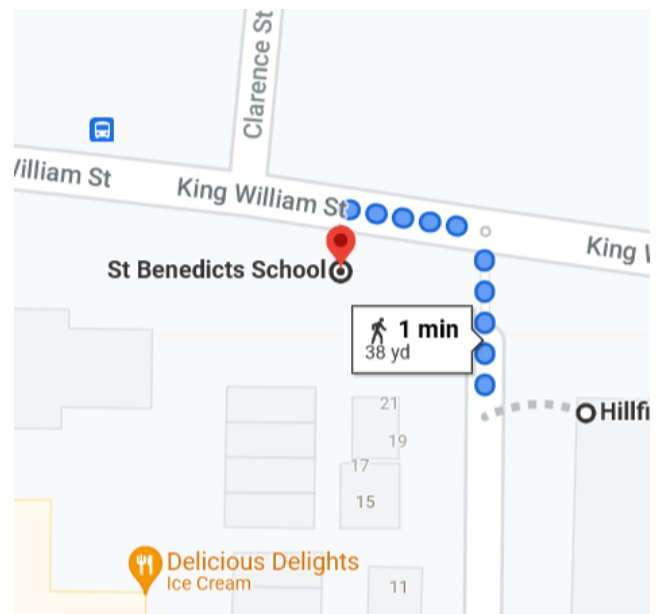 Clarence St
William St
King William St
King W
St Benedicts School
1 min
38 yd
Hillfi
21
19
17
15
Delicious Delights
Ice Cream
11